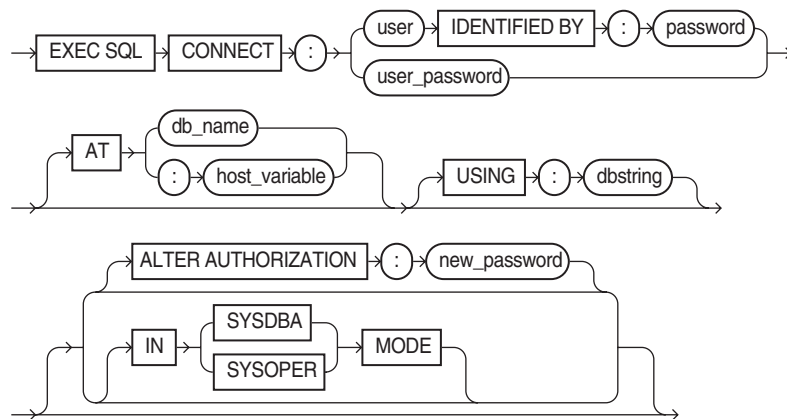 EXEC SQL CONNECT : user IDENTIFIED BY : password
user_password
AT db_name
: host_variable
USING : dbstring
ALTER AUTHORIZATION : new_password
IN SYSDBA MODE
SYSOPER